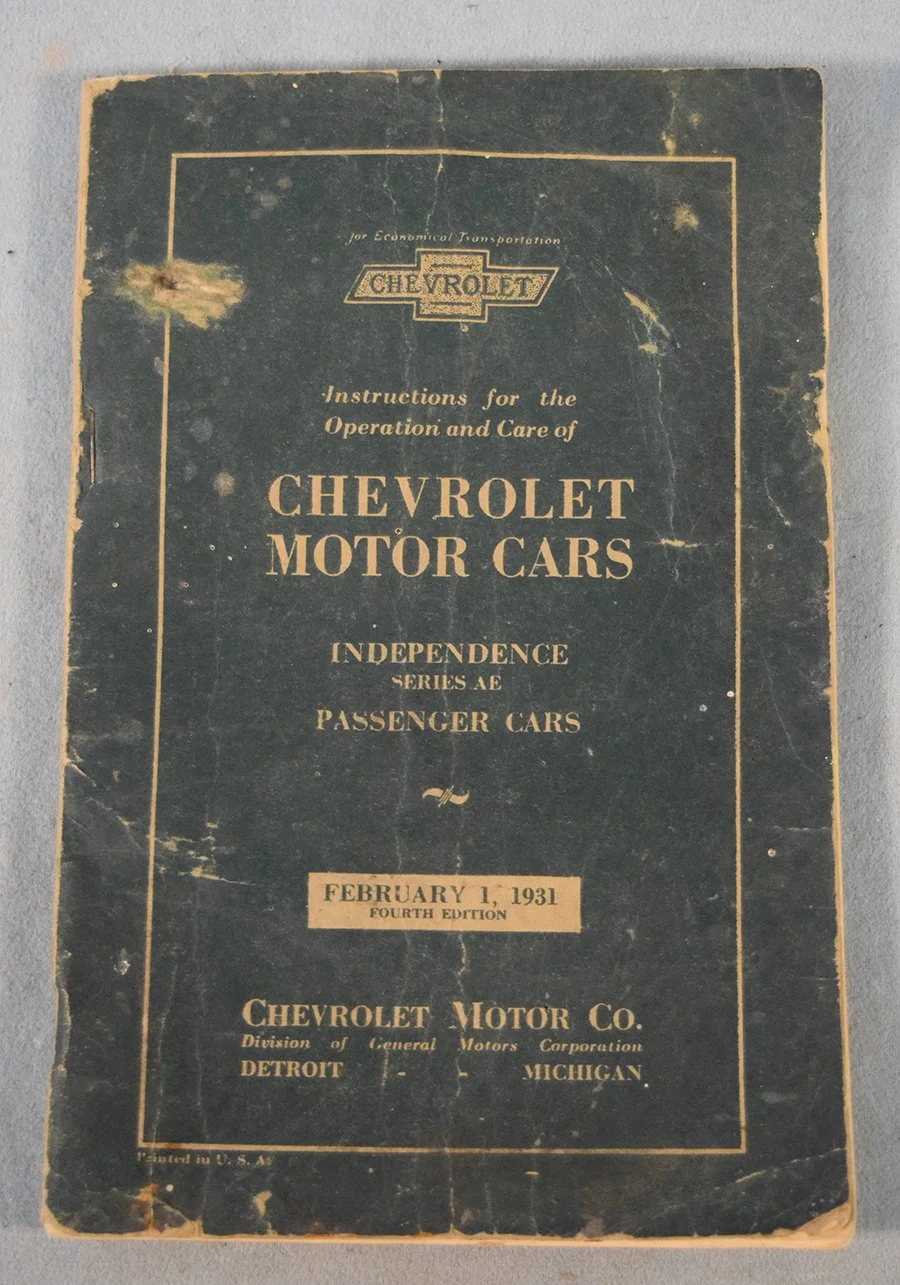 for Economical Transportation
CHEVROLET
Instructions for the
Operation and Care of
CHEVROLET
MOTOR CARS
INDEPENDENCE
SERIES AE
PASSENGER CARS
FEBRUARY 1, 1931
FOURTH EDITION
CHEVROLET MOTOR CO.
Division of General Motors Corporation
DETROIT - - MICHIGAN
Printed in U. S. A.